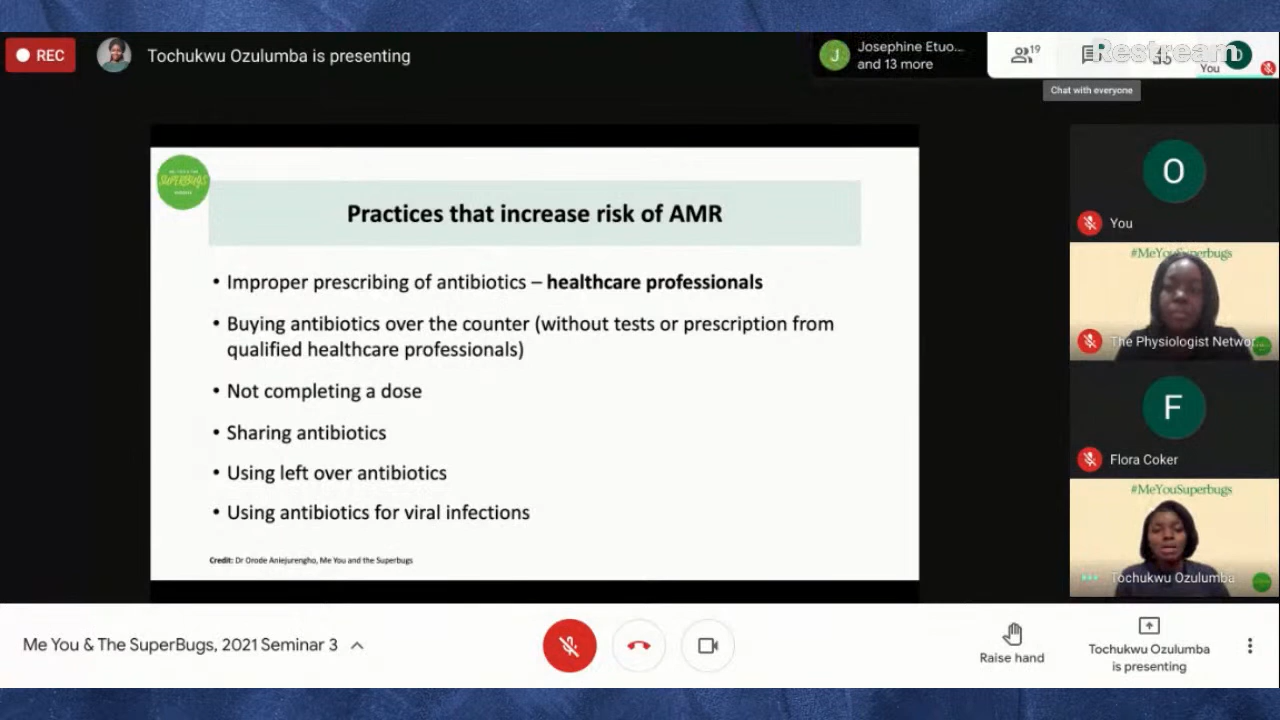 REC
Tochukwu Ozulumba is presenting
J
Josephine Etuo...
and 13 more
19
Restream
You
Chat with everyone
SUPERBUGS
Practices that increase risk of AMR
• Improper prescribing of antibiotics – healthcare professionals
• Buying antibiotics over the counter (without tests or prescription from
qualified healthcare professionals)
• Not completing a dose
• Sharing antibiotics
• Using left over antibiotics
• Using antibiotics for viral infections
Credit: Dr Orode Aniejurengho, Me You and the Superbugs
O
You
#MeYouSuperbugs
The Physiologist Networ...
F
Flora Coker
#MeYouSuperbugs
Tochukwu Ozulumba
Me You & The SuperBugs, 2021 Seminar 3
Raise hand
Tochukwu Ozulumba
is presenting